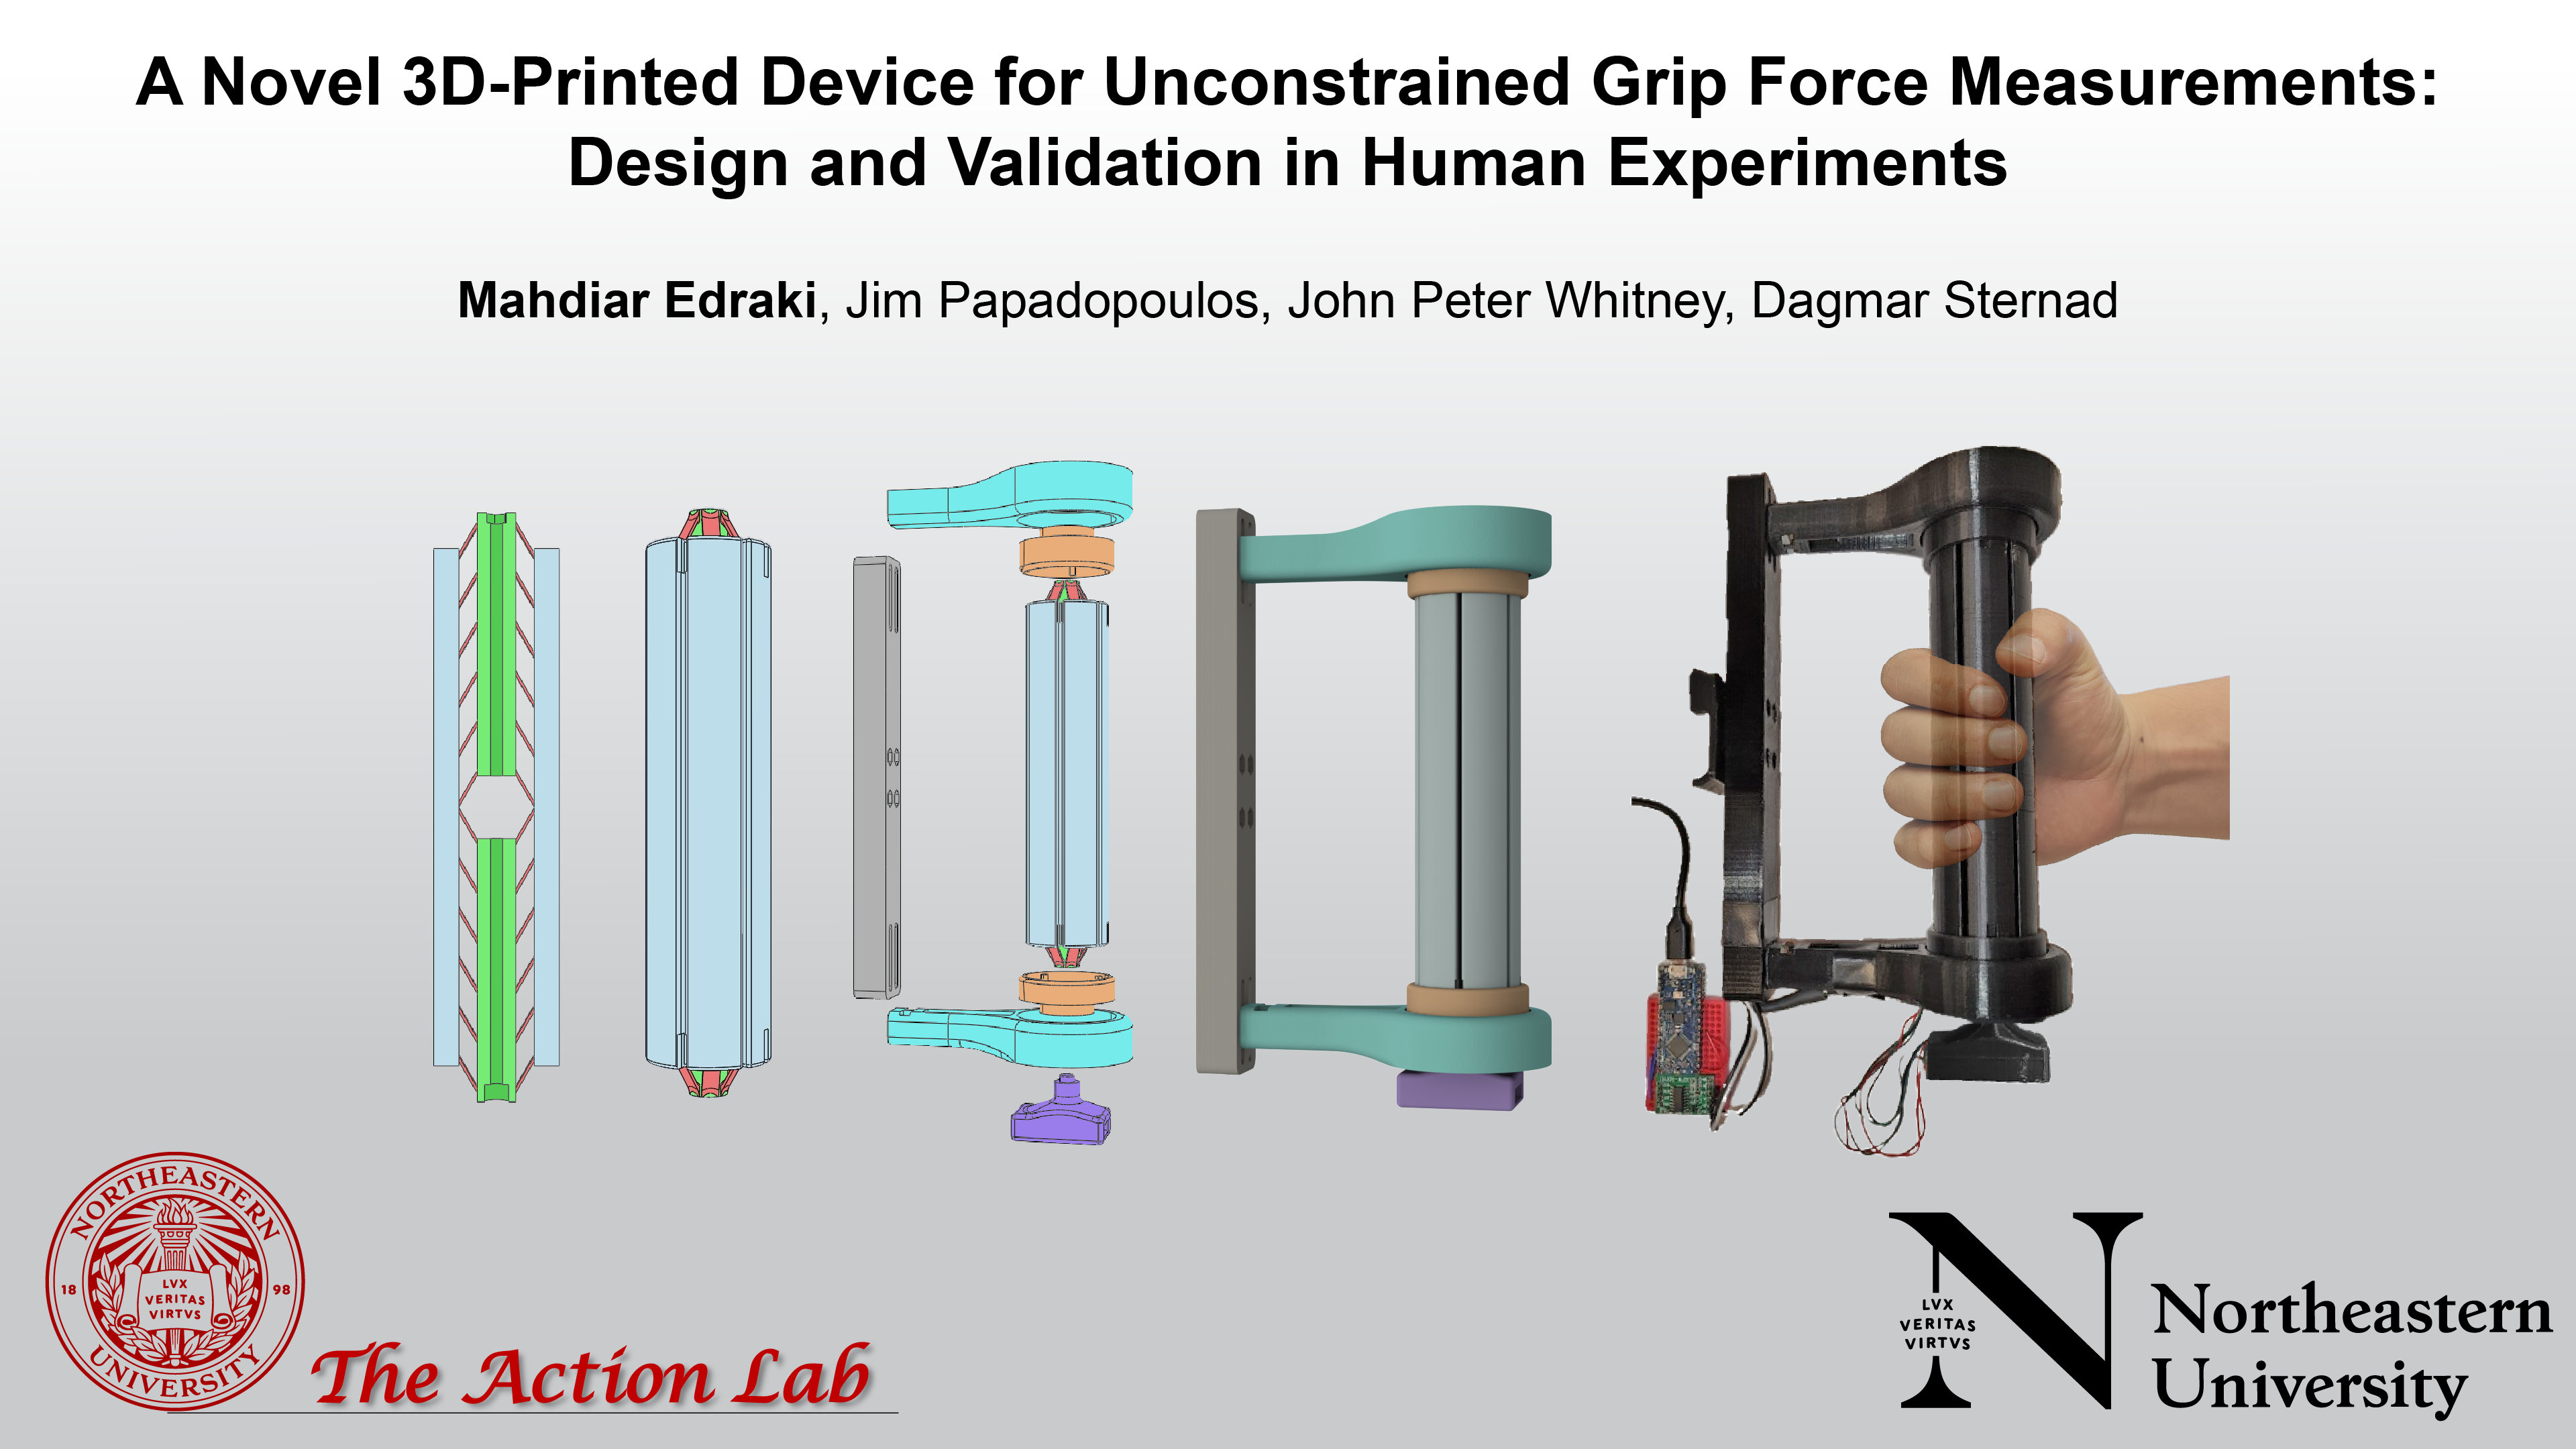 A Novel 3D-Printed Device for Unconstrained Grip Force Measurements:
Design and Validation in Human Experiments
Mahdiar Edraki, Jim Papadopoulos, John Peter Whitney, Dagmar Sternad
NORTHEASTERN
18
98
LVX
VERITAS
VIRTVS
UNIVERSITY
The Action Lab
LVX
VERITAS
VIRTVS
Northeastern
University